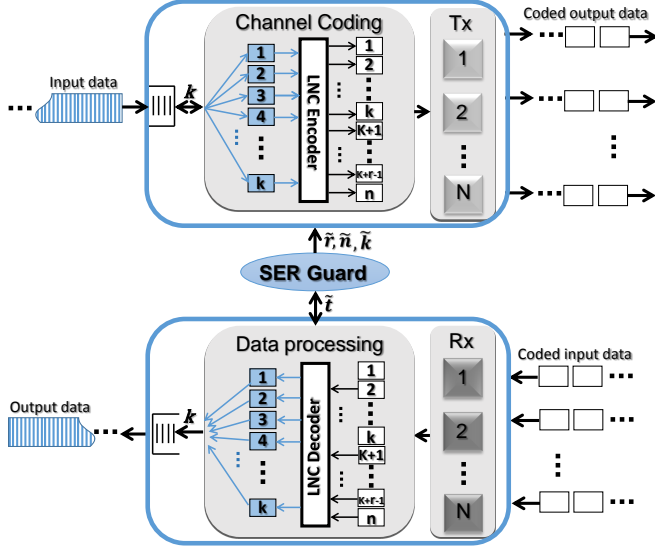 Channel Coding
Tx
Coded output data
Input data
k
1
2
3
4
k
LNC Encoder
1
2
k
K+1
K+r-1
n
1
2
N
r̃, ñ, k̃
SER Guard
t̃
Data processing
Rx
Coded input data
Output data
k
1
2
3
4
k
LNC Decoder
1
2
k
K+1
K+r-1
n
1
2
N